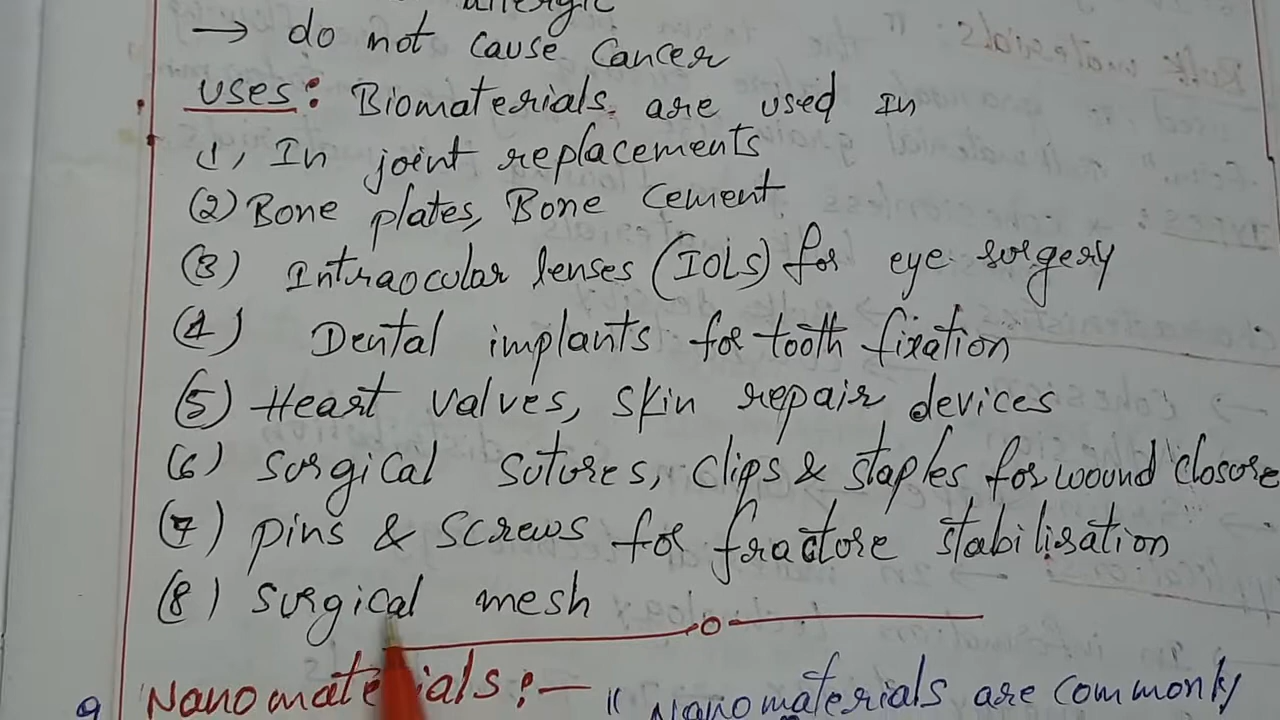 allergic
→ do not cause Cancer
Uses: Biomaterials are used In
(1, In joint replacements
(2) Bone plates, Bone Cement
(3) Intraocular lenses (IOLs) for eye surgery
(4) Dental implants for tooth fixation
(5) Heart valves, skin repair devices
(6) Surgical sutures, clips & staples for wound closure
(7) pins & screws for fracture stabilisation
(8) Surgical mesh
9 Nanomaterials:- "Nanomaterials are commonly